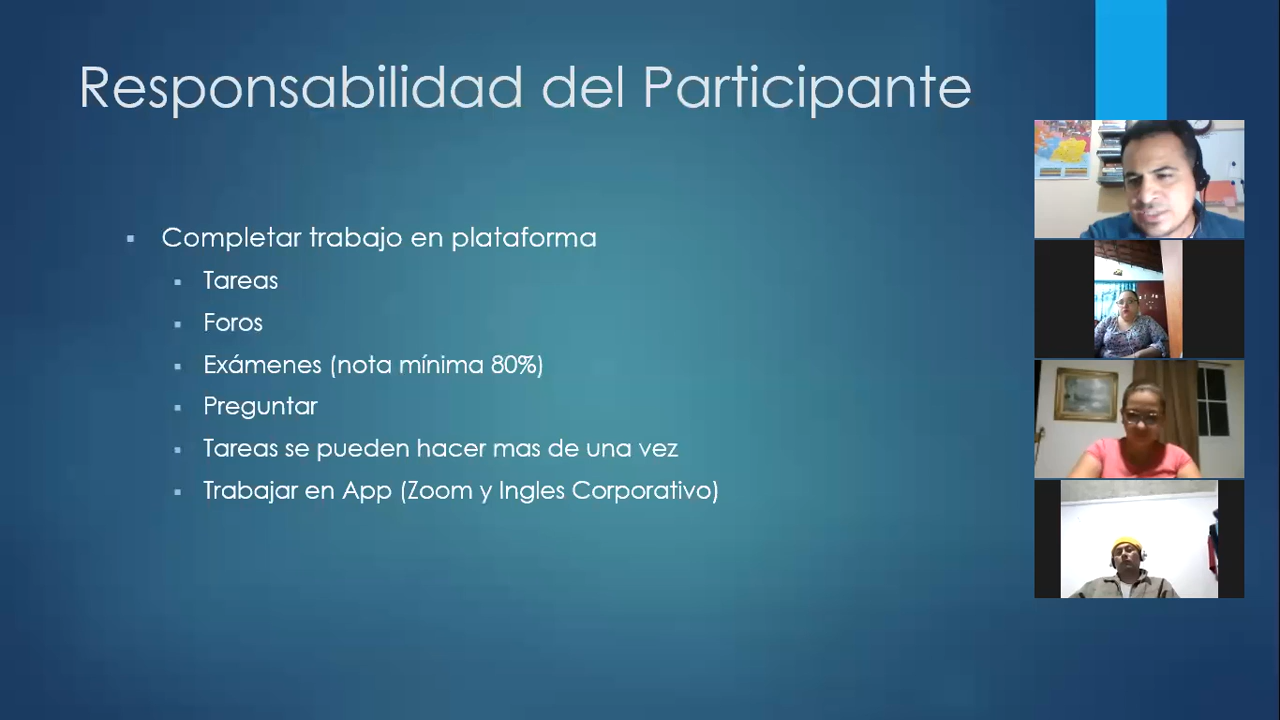 Responsabilidad del Participante
Completar trabajo en plataforma
Tareas
Foros
Exámenes (nota mínima 80%)
Preguntar
Tareas se pueden hacer mas de una vez
Trabajar en App (Zoom y Ingles Corporativo)